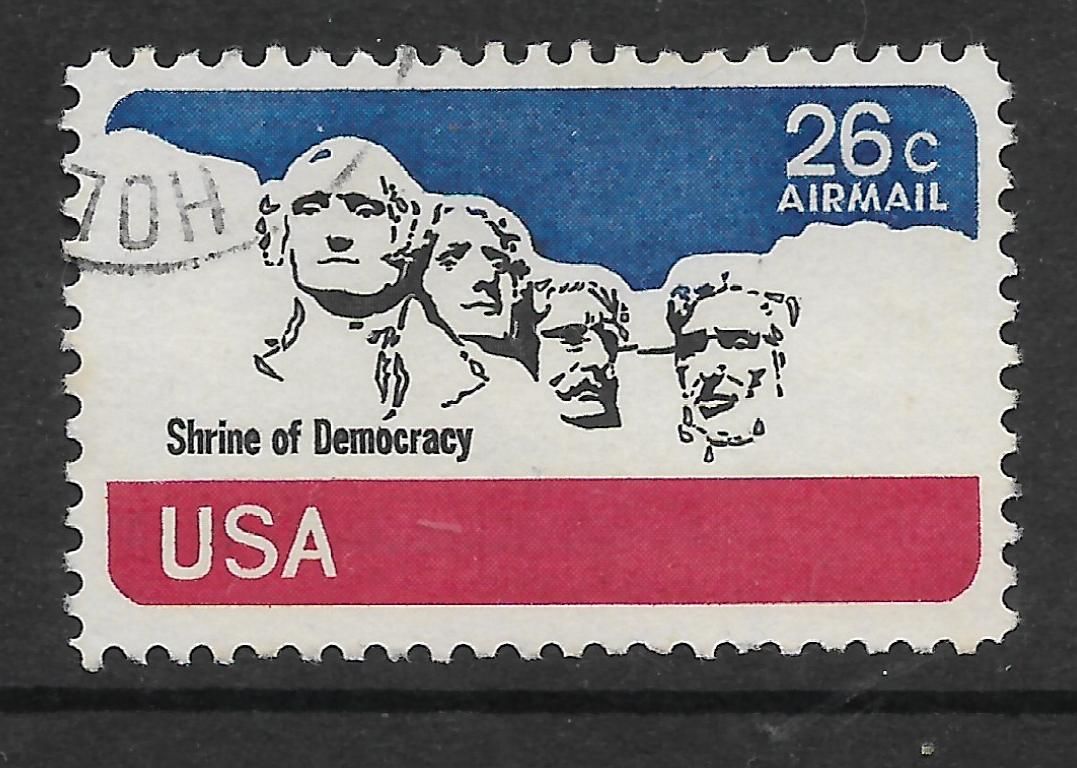 26c
AIRMAIL
70H
Shrine of Democracy
USA